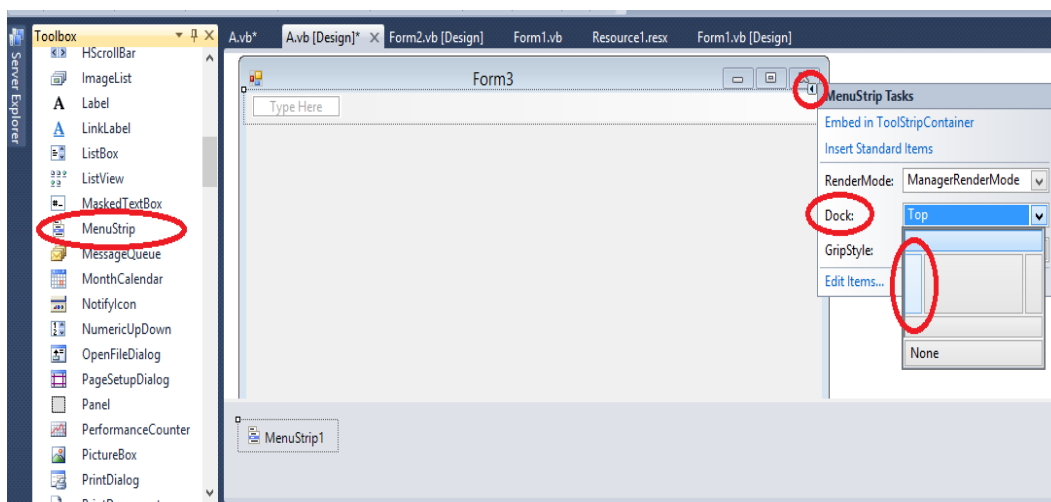 Server Explorer
Toolbox
HScrollBar
ImageList
A Label
A LinkLabel
ListBox
ListView
MaskedTextBox
MenuStrip
MessageQueue
MonthCalendar
NotifyIcon
NumericUpDown
OpenFileDialog
PageSetupDialog
Panel
PerformanceCounter
PictureBox
PrintDialog
A.vb* A.vb [Design]* Form2.vb [Design] Form1.vb Resource1.resx Form1.vb [Design]
Form3
Type Here
MenuStrip Tasks
Embed in ToolStripContainer
Insert Standard Items
RenderMode: ManagerRenderMode
Dock: Top
GripStyle:
Edit Items...
None
MenuStrip1